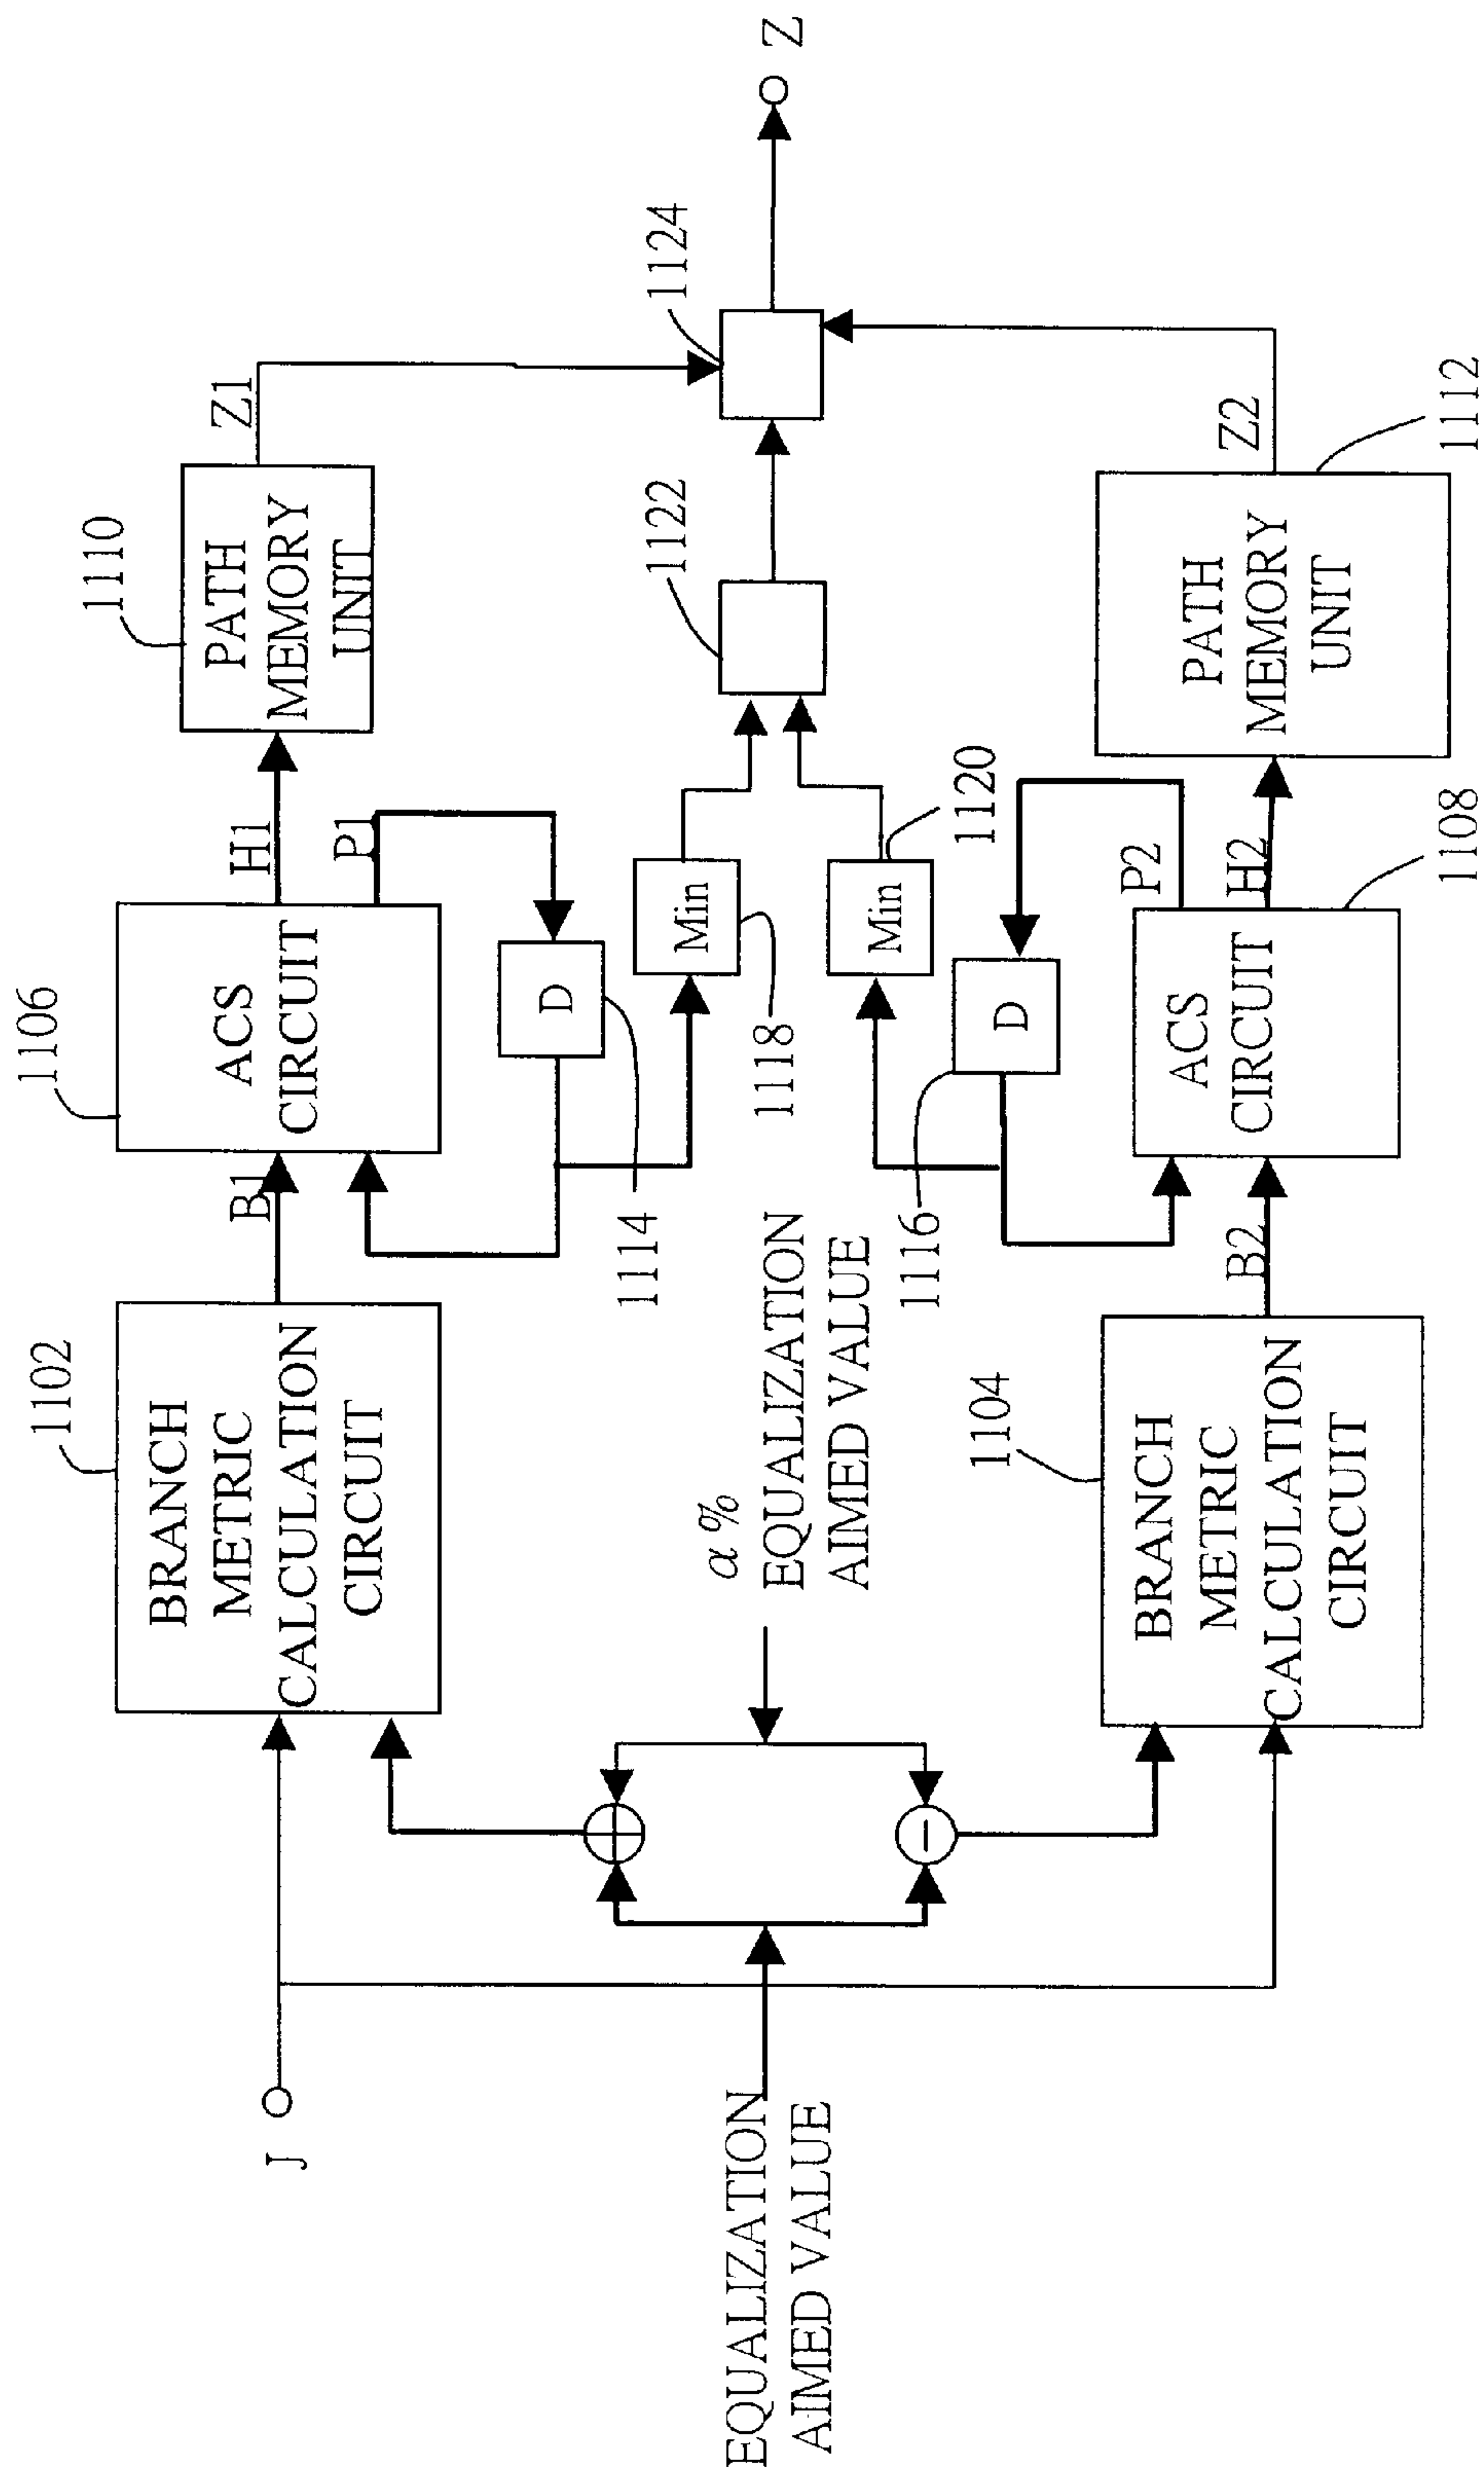 J
EQUALIZATION
AIMED VALUE
α%
EQUALIZATION
AIMED VALUE
1102
BRANCH
METRIC
CALCULATION
CIRCUIT
B1
1106
ACS
CIRCUIT
H1
P1
1110
PATH
MEMORY
UNIT
Z1
D
1114
Min
1118
1122
1124
Z
Min
1120
D
1116
1104
BRANCH
METRIC
CALCULATION
CIRCUIT
B2
ACS
CIRCUIT
1108
P2
H2
PATH
MEMORY
UNIT
1112
Z2